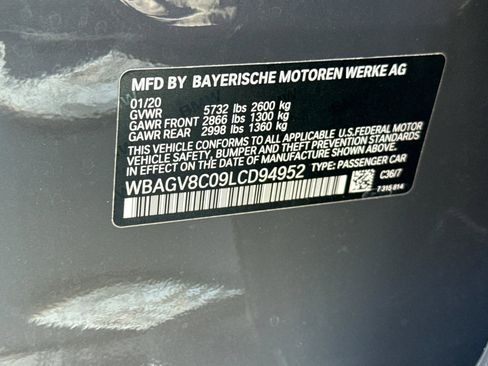 MFD BY BAYERISCHE MOTOREN WERKE AG
01/20
GVWR 5732 lbs 2600 kg
GAWR FRONT 2866 lbs 1300 kg
GAWR REAR 2998 lbs 1360 kg
THIS VEHICLE CONFORMS TO ALL APPLICABLE U.S.FEDERAL MOTOR
VEHICLE SAFETY, BUMPER, AND THEFT PREVENTION STANDARDS
IN EFFECT ON THE DATE OF MANUFACTURE SHOWN ABOVE.
WBAGV8C09LCD94952 TYPE: PASSENGER CAR
C36/7
7 315 814